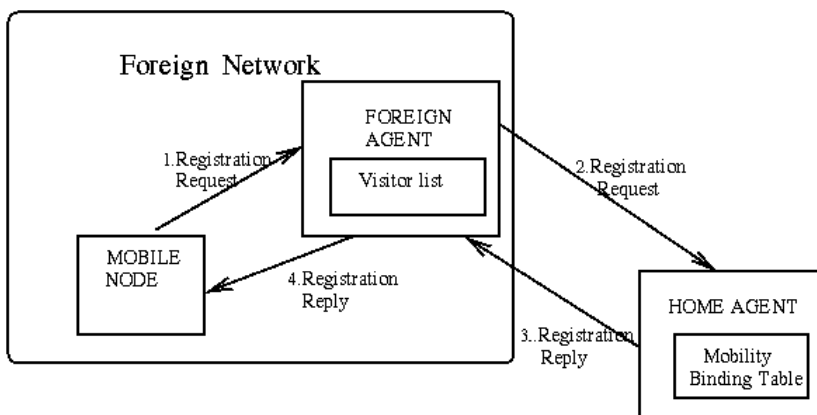 Foreign Network
FOREIGN
AGENT
Visitor list
1.Registration
Request
2.Registration
Request
MOBILE
NODE
4.Registration
Reply
3..Registration
Reply
HOME AGENT
Mobility
Binding Table